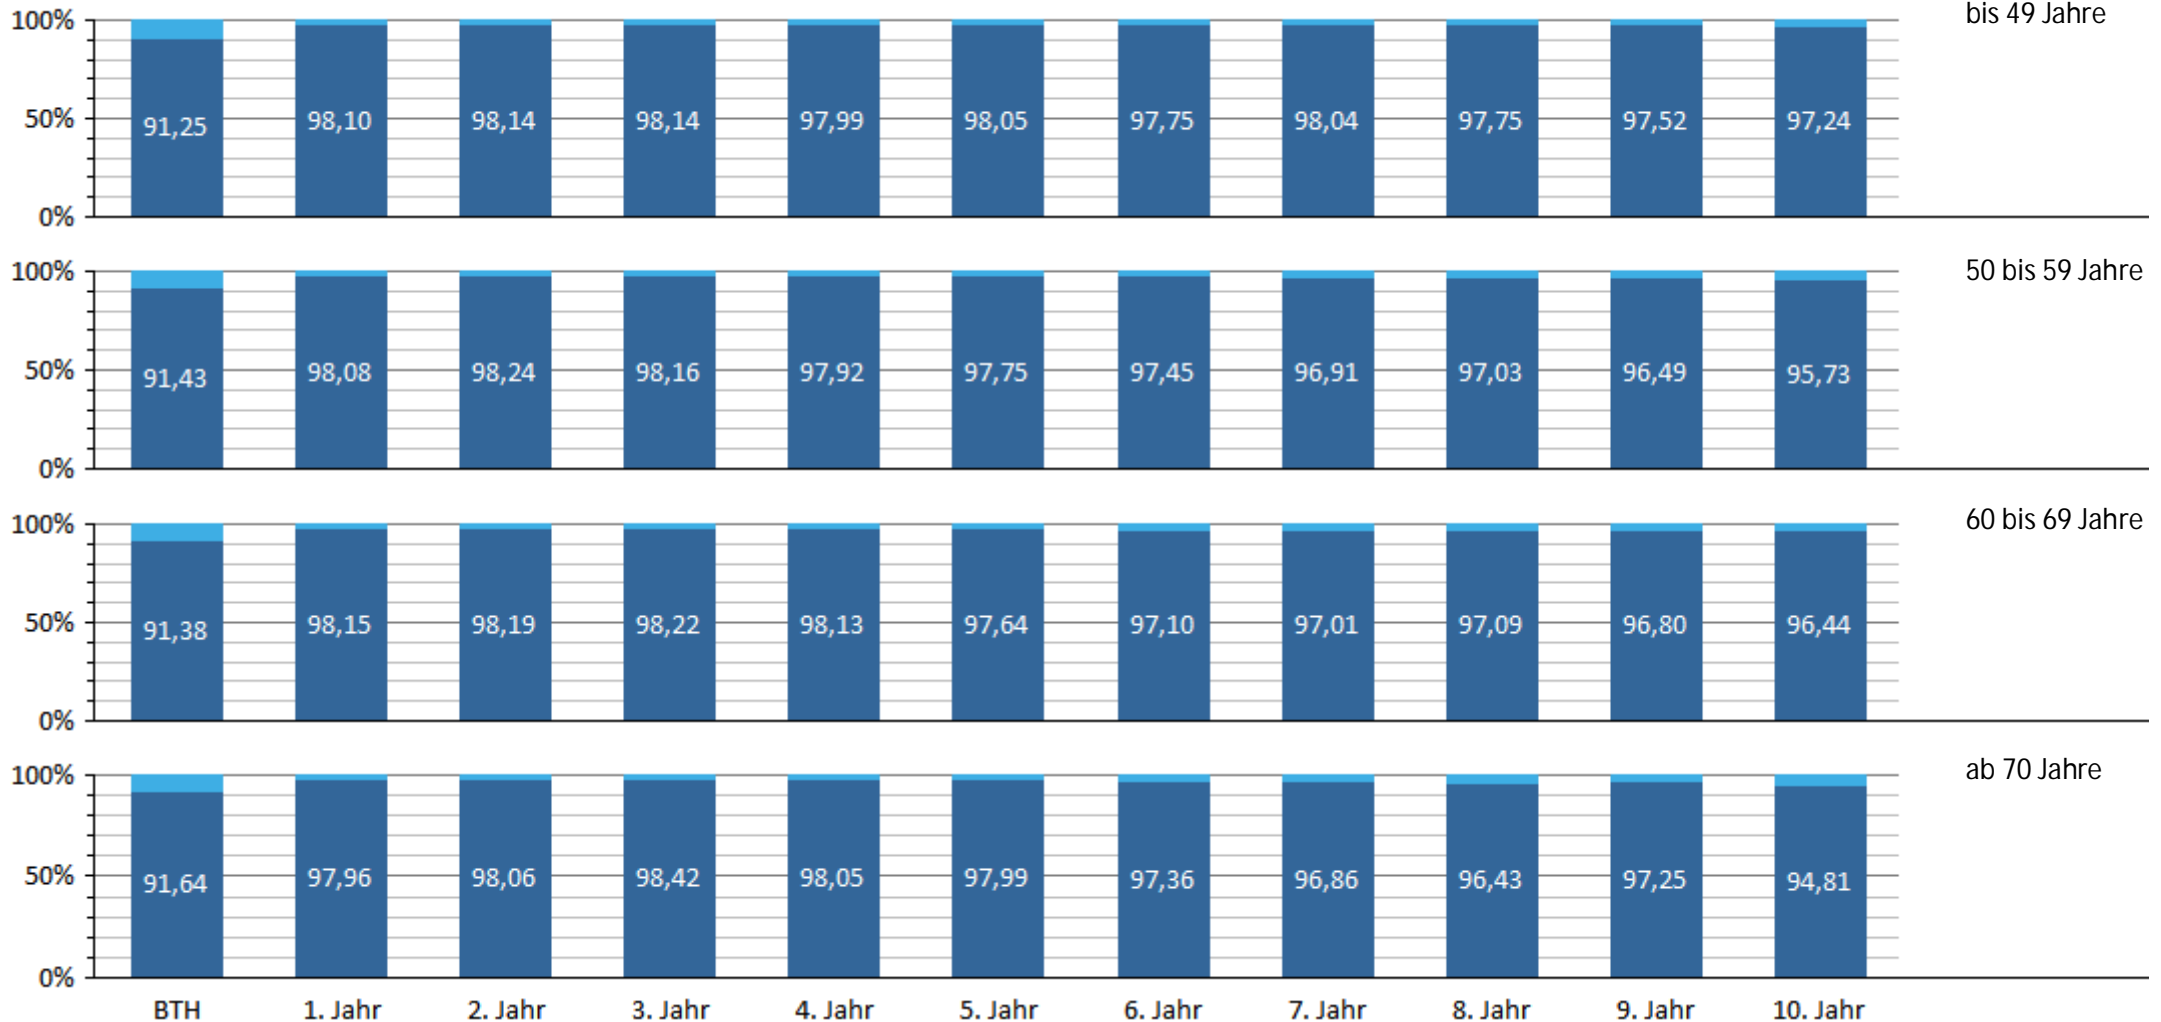 bis 49 Jahre
100%
50%
0%
91,25 98,10 98,14 98,14 97,99 98,05 97,75 98,04 97,75 97,52 97,24
50 bis 59 Jahre
100%
50%
0%
91,43 98,08 98,24 98,16 97,92 97,75 97,45 96,91 97,03 96,49 95,73
60 bis 69 Jahre
100%
50%
0%
91,38 98,15 98,19 98,22 98,13 97,64 97,10 97,01 97,09 96,80 96,44
ab 70 Jahre
100%
50%
0%
91,64 97,96 98,06 98,42 98,05 97,99 97,36 96,86 96,43 97,25 94,81
BTH 1. Jahr 2. Jahr 3. Jahr 4. Jahr 5. Jahr 6. Jahr 7. Jahr 8. Jahr 9. Jahr 10. Jahr